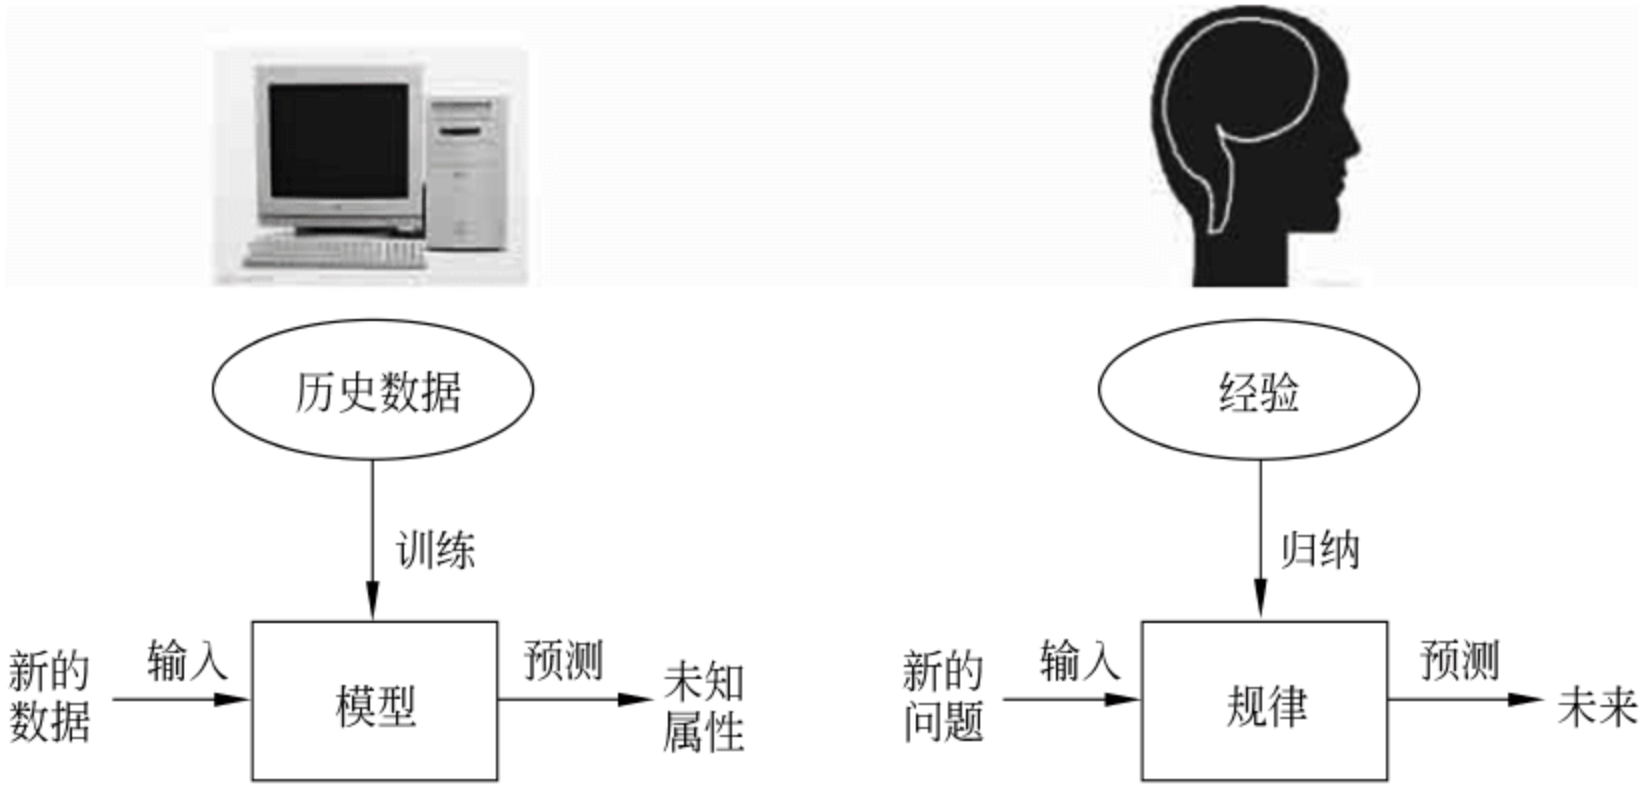 历史数据
训练
新的
数据
输入
模型
预测
未知
属性
经验
归纳
新的
问题
输入
规律
预测
未来